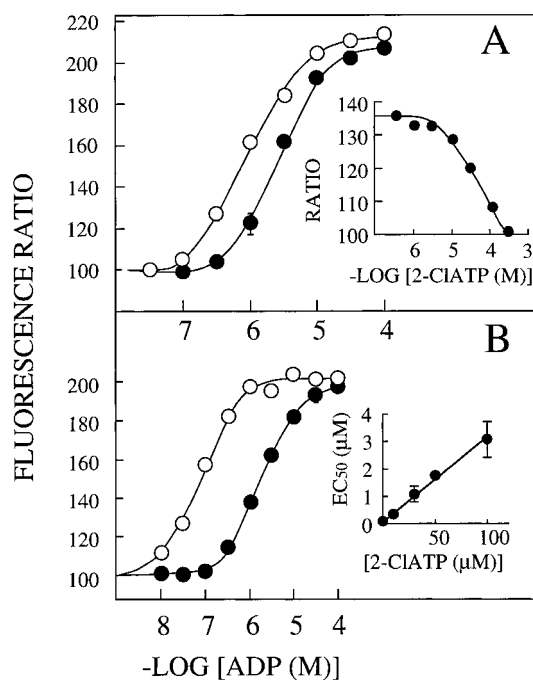 FLUORESCENCE RATIO
A
220
200
180
160
140
120
100
7 6 5 4
RATIO
140
130
120
110
100
6 5 4 3
-LOG [2-ClATP (M)]
B
200
180
160
140
120
100
8 7 6 5 4
-LOG [ADP (M)]
EC50 (μM)
4
3
2
1
0
50 100
[2-ClATP (μM)]